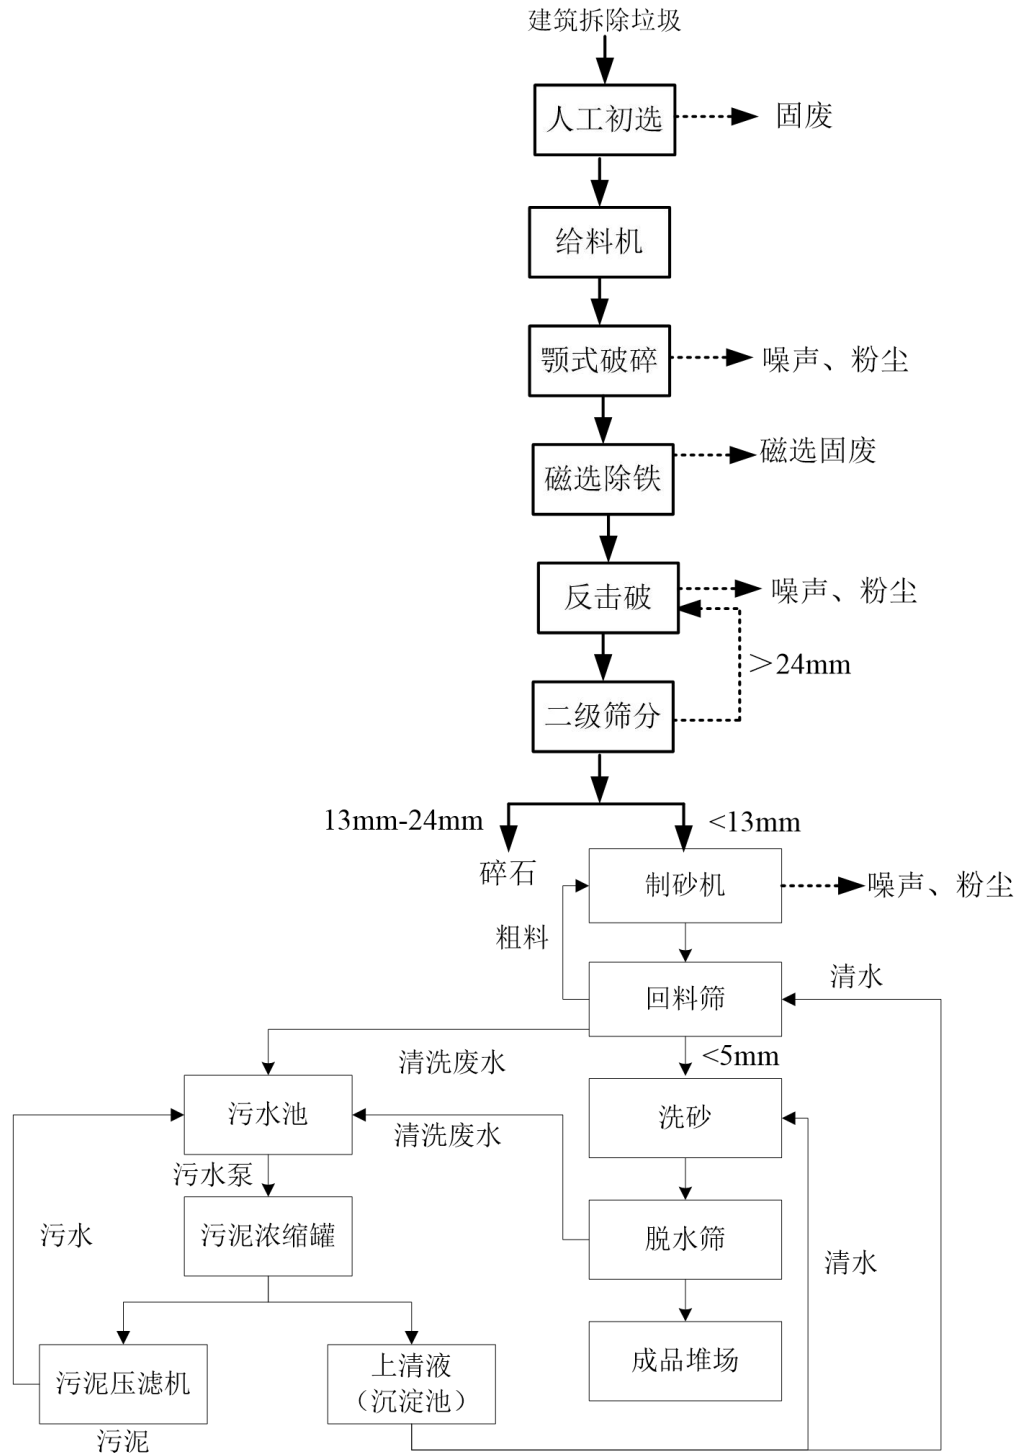 建筑拆除垃圾
人工初选
固废
给料机
颚式破碎
噪声、粉尘
磁选除铁
磁选固废
反击破
噪声、粉尘
>24mm
二级筛分
13mm-24mm
<13mm
碎石
制砂机
噪声、粉尘
粗料
回料筛
清水
清洗废水
<5mm
污水池
清洗废水
洗砂
污水泵
污水
污泥浓缩罐
脱水筛
清水
污泥压滤机
上清液
（沉淀池）
成品堆场
污泥